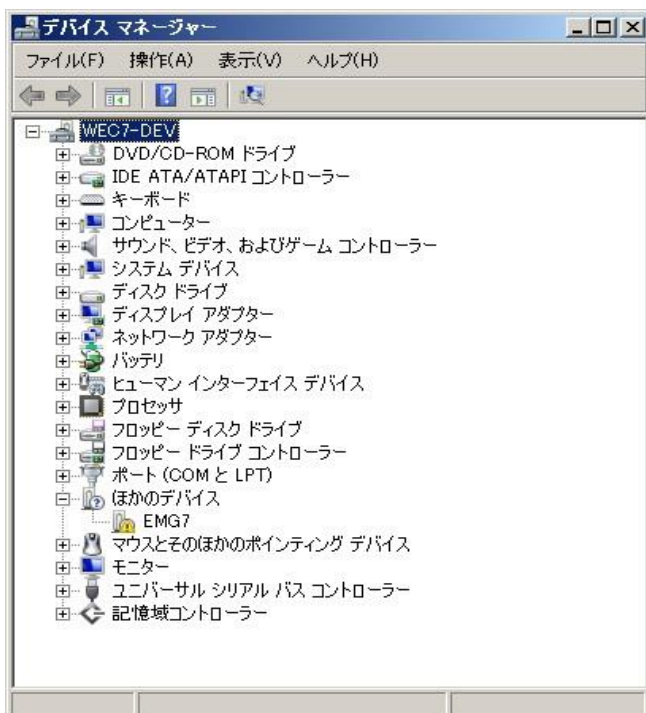 デバイス マネージャー
ファイル(F) 操作(A) 表示(V) ヘルプ(H)
WEC7-DEV
DVD/CD-ROM ドライブ
IDE ATA/ATAPI コントローラー
キーボード
コンピューター
サウンド、ビデオ、およびゲーム コントローラー
システム デバイス
ディスク ドライブ
ディスプレイ アダプター
ネットワーク アダプター
バッテリ
ヒューマン インターフェイス デバイス
プロセッサ
フロッピー ディスク ドライブ
フロッピー ドライブ コントローラー
ポート (COM と LPT)
ほかのデバイス
EMG7
マウスとそのほかのポインティング デバイス
モニター
ユニバーサル シリアル バス コントローラー
記憶域コントローラー